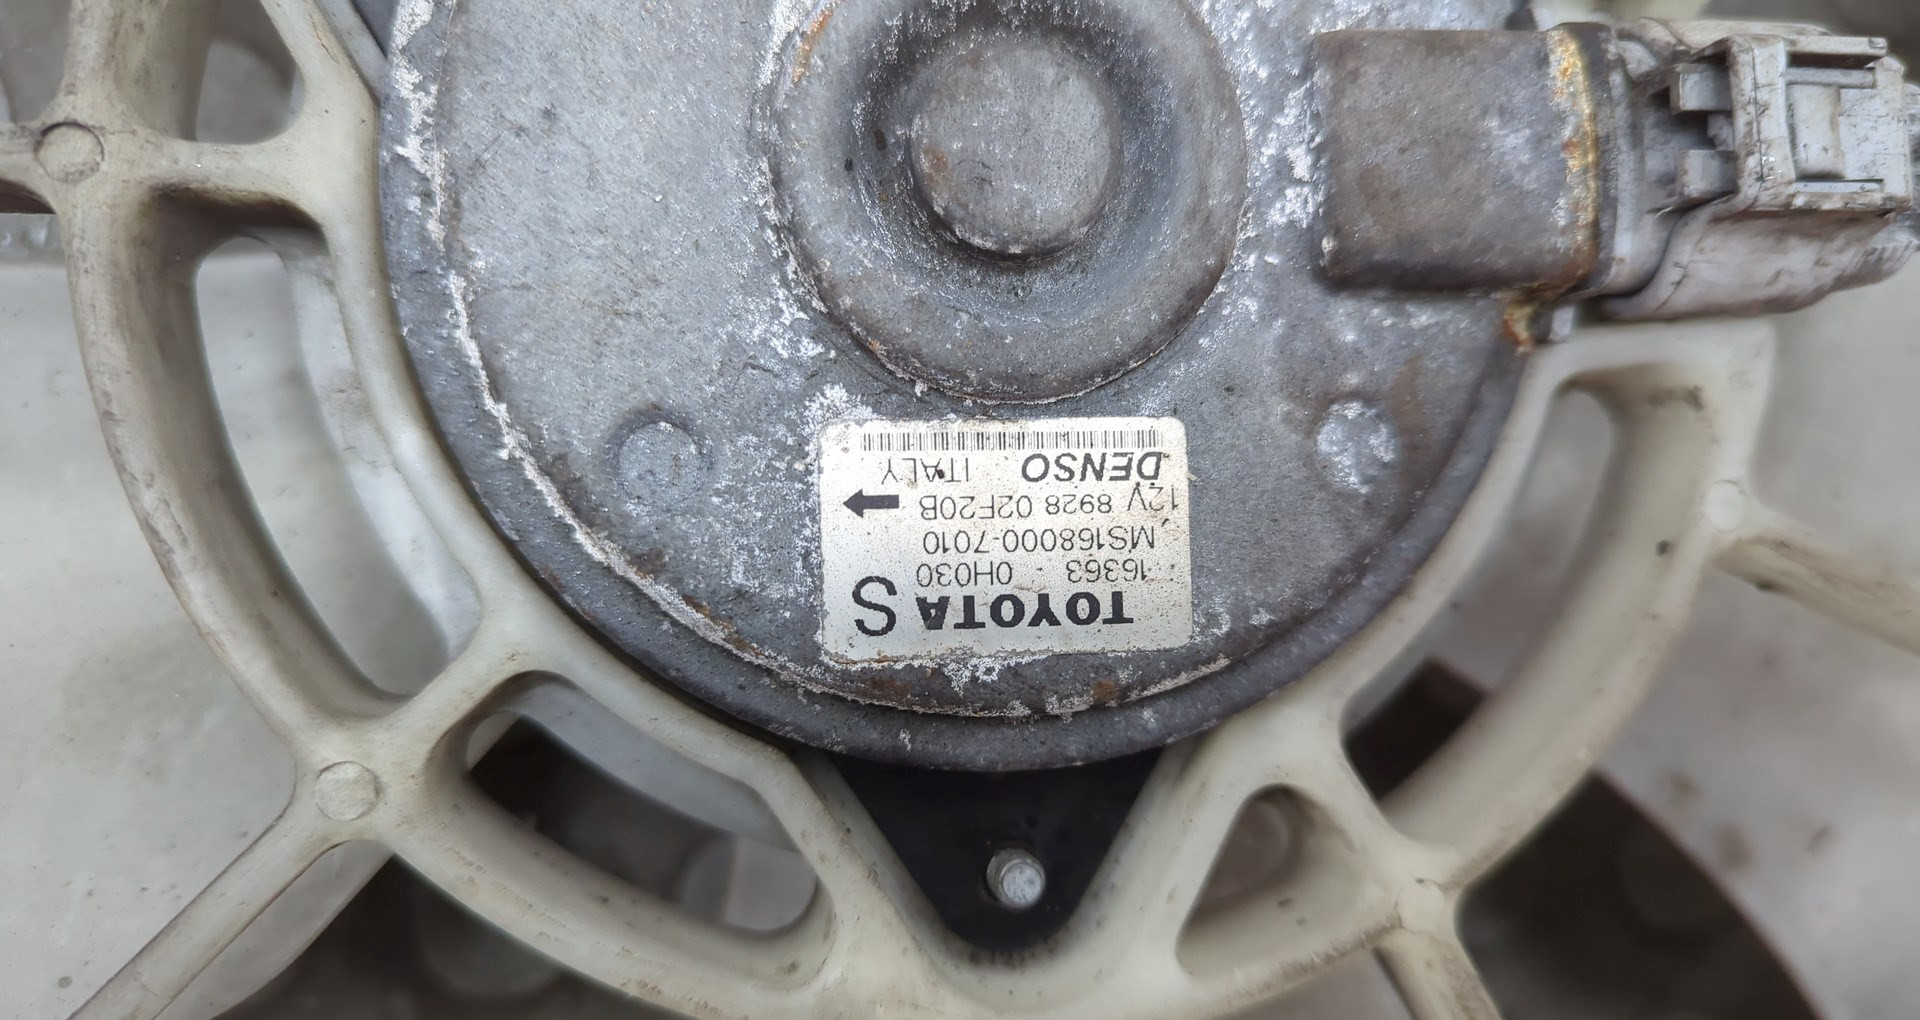 TOYOTA S
16363 - 0H030
MS168000-7010
12V 8928 02F20B
DENSO ITALY